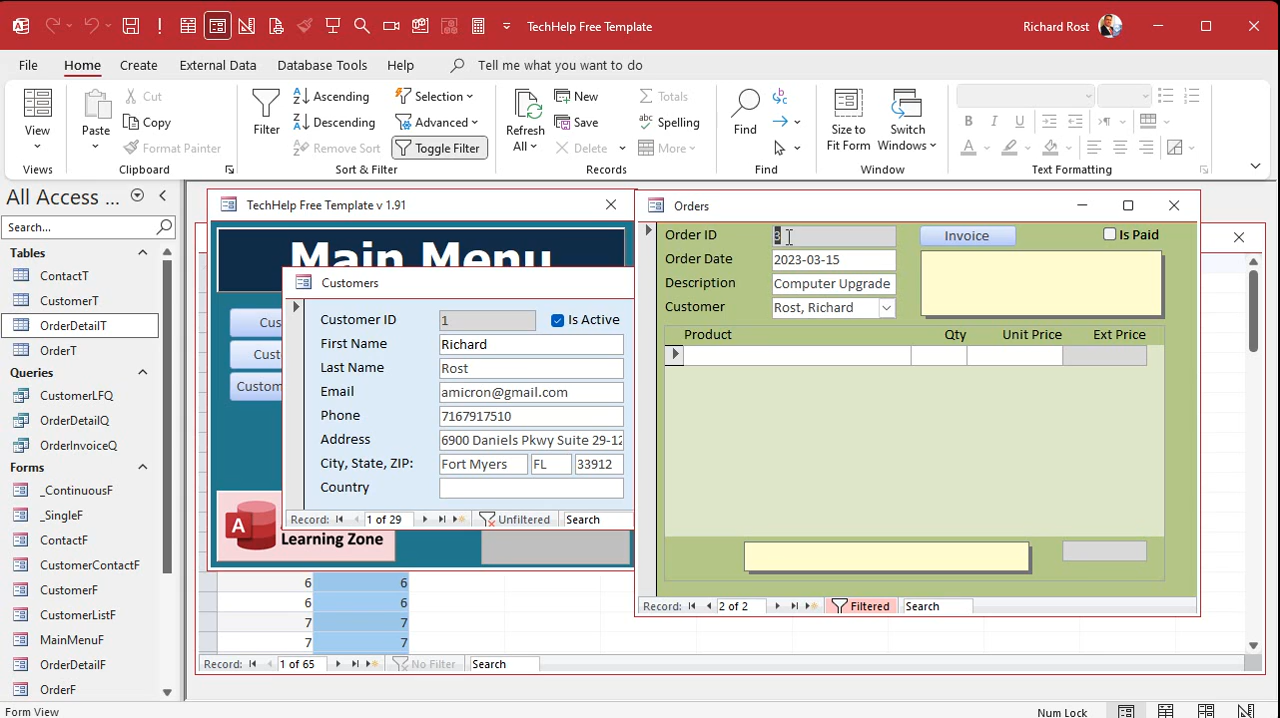 TechHelp Free Template
Richard Rost
File
Home
Create
External Data
Database Tools
Help
Tell me what you want to do
View
Views
Paste
Cut
Copy
Format Painter
Clipboard
Filter
Ascending
Descending
Remove Sort
Selection
Advanced
Toggle Filter
Sort & Filter
Refresh
All
New
Save
Delete
Totals
Spelling
More
Records
Find
Find
Size to
Fit Form
Switch
Windows
Window
B I U
A
Text Formatting
All Access ...
Search...
Tables
ContactT
CustomerT
OrderDetailT
OrderT
Queries
CustomerLFQ
OrderDetailQ
OrderInvoiceQ
Forms
_ContinuousF
_SingleF
ContactF
CustomerContactF
CustomerF
CustomerListF
MainMenuF
OrderDetailF
OrderF
TechHelp Free Template v 1.91
Main Menu
Cus
Custo
Custom
A
Learning Zone
Customers
Customer ID 1 Is Active
First Name Richard
Last Name Rost
Email amicron@gmail.com
Phone 7167917510
Address 6900 Daniels Pkwy Suite 29-12
City, State, ZIP: Fort Myers FL 33912
Country
Record: 1 of 29 Unfiltered Search
Orders
Order ID 3 Invoice Is Paid
Order Date 2023-03-15
Description Computer Upgrade
Customer Rost, Richard
Product Qty Unit Price Ext Price
Record: 2 of 2 Filtered Search
6 6
6 6
7 7
7 7
Record: 1 of 65 No Filter Search
Form View
Num Lock